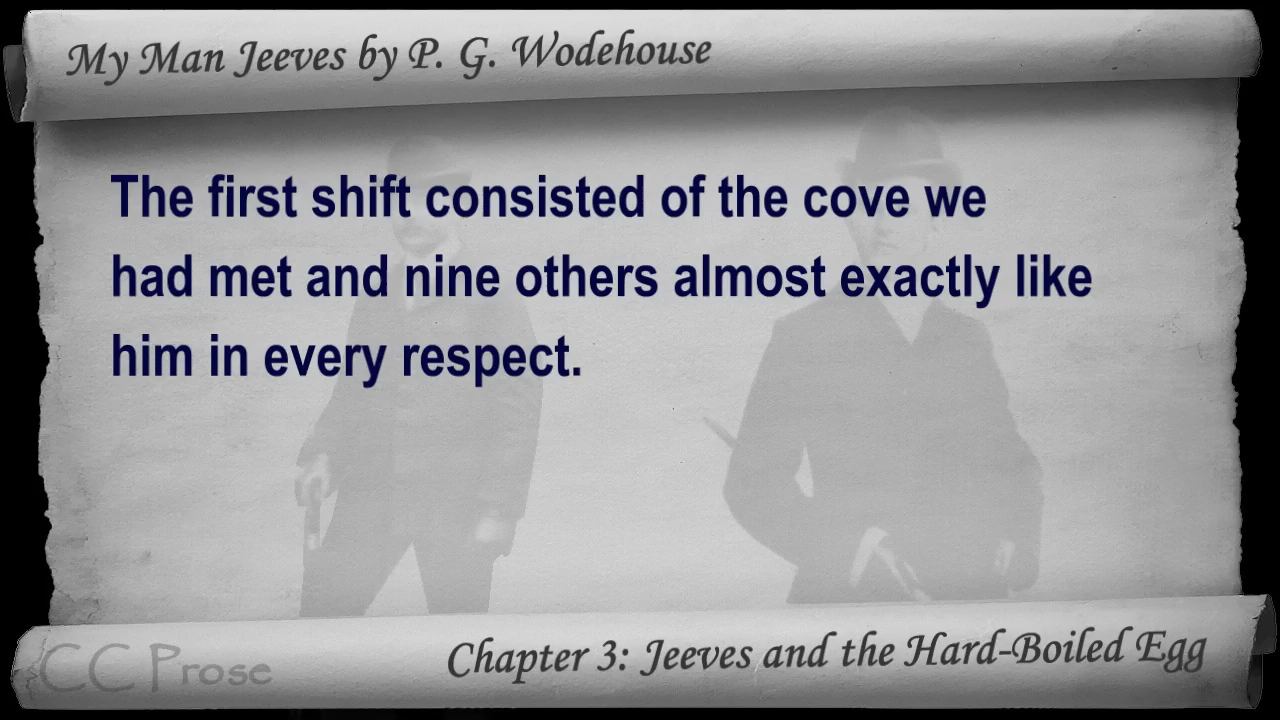 My Man Jeeves by P. G. Wodehouse
The first shift consisted of the cove we
had met and nine others almost exactly like
him in every respect.
CC Prose
Chapter 3: Jeeves and the Hard-Boiled Egg